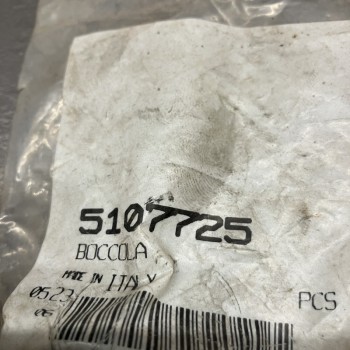 5107725
BOCCOLA
MADE IN ITALY
0523
PCS